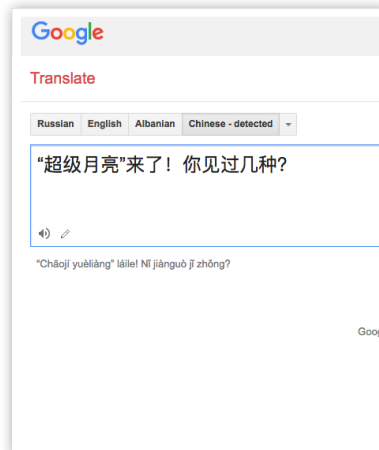 Google
Translate
Russian English Albanian Chinese - detected
“超级月亮”来了！你见过几种?
"Chāojí yuèliàng" láile! Nǐ jiànguò jǐ zhǒng?
Goog